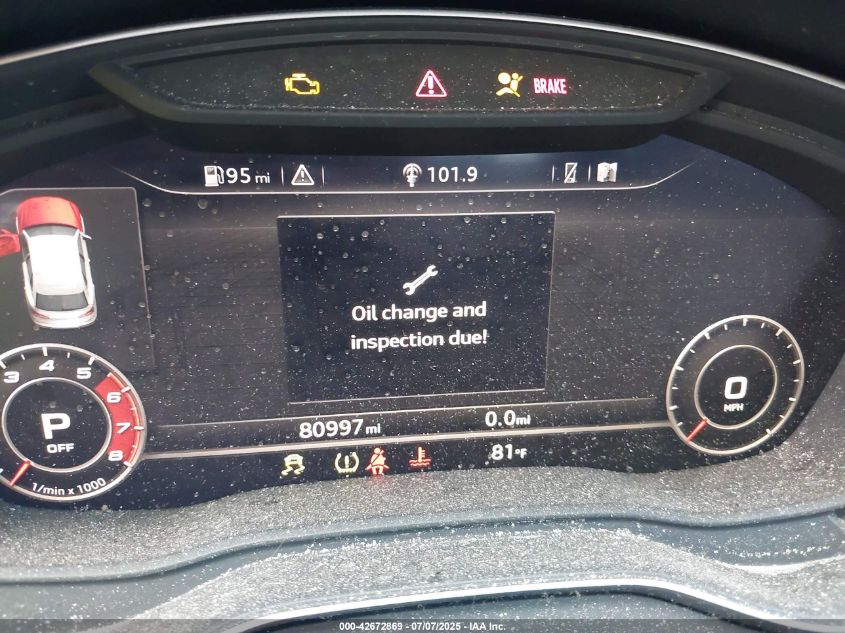 BRAKE
95 mi
101.9
Oil change and
inspection due!
3 4 5 6 7 8
P
OFF
1/min x 1000
0
MPH
80997 mi
0.0 mi
81°F
000-42672869 - 07/07/2025 - IAA Inc.